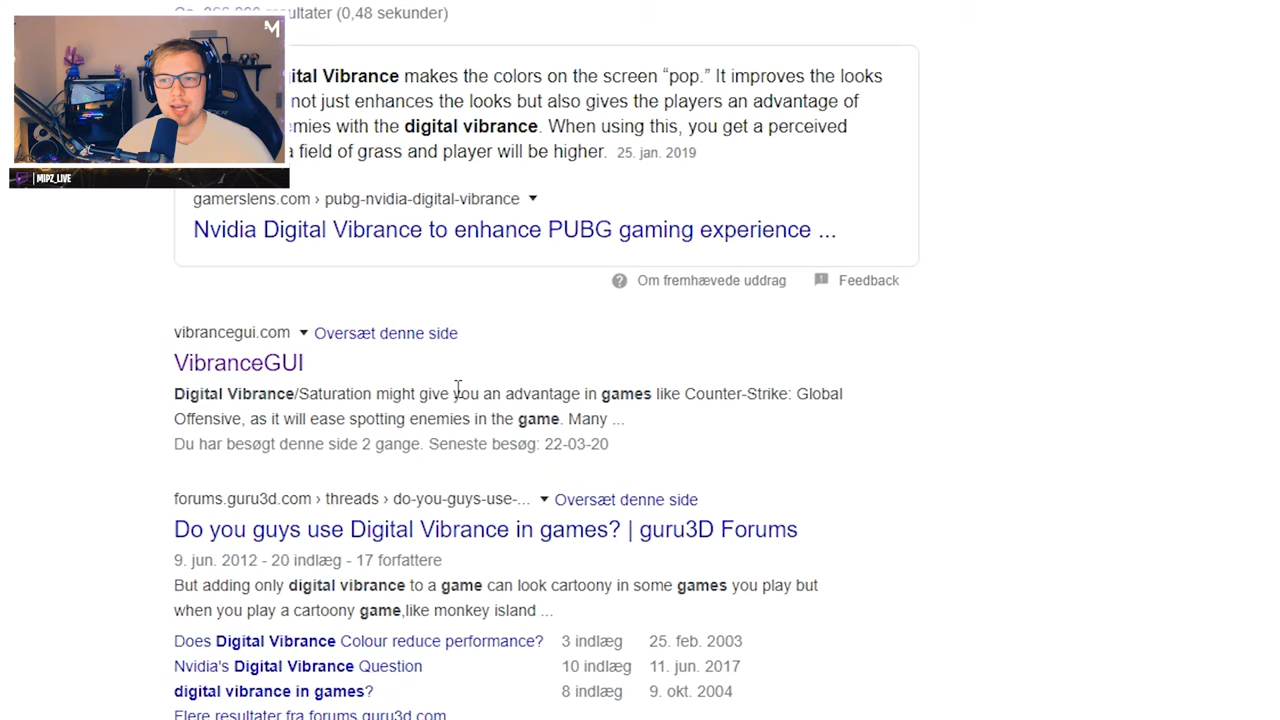 resultater (0,48 sekunder)
MIPZ_LIVE
ital Vibrance makes the colors on the screen “pop.” It improves the looks
not just enhances the looks but also gives the players an advantage of
emies with the digital vibrance. When using this, you get a perceived
field of grass and player will be higher. 25. jan. 2019
gamerslens.com › pubg-nvidia-digital-vibrance
Nvidia Digital Vibrance to enhance PUBG gaming experience ...
Om fremhævede uddrag Feedback
vibrancegui.com Oversæt denne side
VibranceGUI
Digital Vibrance/Saturation might give you an advantage in games like Counter-Strike: Global
Offensive, as it will ease spotting enemies in the game. Many ...
Du har besøgt denne side 2 gange. Seneste besøg: 22-03-20
forums.guru3d.com › threads › do-you-guys-use-... Oversæt denne side
Do you guys use Digital Vibrance in games? | guru3D Forums
9. jun. 2012 - 20 indlæg - 17 forfattere
But adding only digital vibrance to a game can look cartoony in some games you play but
when you play a cartoony game,like monkey island ...
Does Digital Vibrance Colour reduce performance? 3 indlæg 25. feb. 2003
Nvidia's Digital Vibrance Question 10 indlæg 11. jun. 2017
digital vibrance in games? 8 indlæg 9. okt. 2004
Flere resultater fra forums.guru3d.com